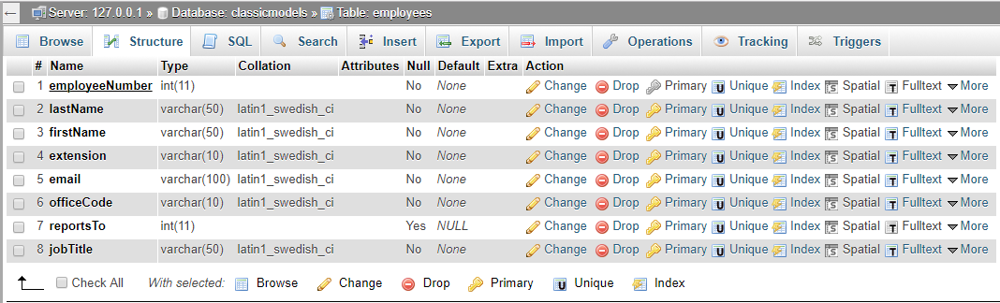 Server: 127.0.0.1 » Database: classicmodels » Table: employees
Browse Structure SQL Search Insert Export Import Operations Tracking Triggers
# Name Type Collation Attributes Null Default Extra Action
1 employeeNumber int(11) No None Change Drop Primary Unique Index Spatial Fulltext More
2 lastName varchar(50) latin1_swedish_ci No None Change Drop Primary Unique Index Spatial Fulltext More
3 firstName varchar(50) latin1_swedish_ci No None Change Drop Primary Unique Index Spatial Fulltext More
4 extension varchar(10) latin1_swedish_ci No None Change Drop Primary Unique Index Spatial Fulltext More
5 email varchar(100) latin1_swedish_ci No None Change Drop Primary Unique Index Spatial Fulltext More
6 officeCode varchar(10) latin1_swedish_ci No None Change Drop Primary Unique Index Spatial Fulltext More
7 reportsTo int(11) Yes NULL Change Drop Primary Unique Index Spatial Fulltext More
8 jobTitle varchar(50) latin1_swedish_ci No None Change Drop Primary Unique Index Spatial Fulltext More
Check All With selected: Browse Change Drop Primary Unique Index